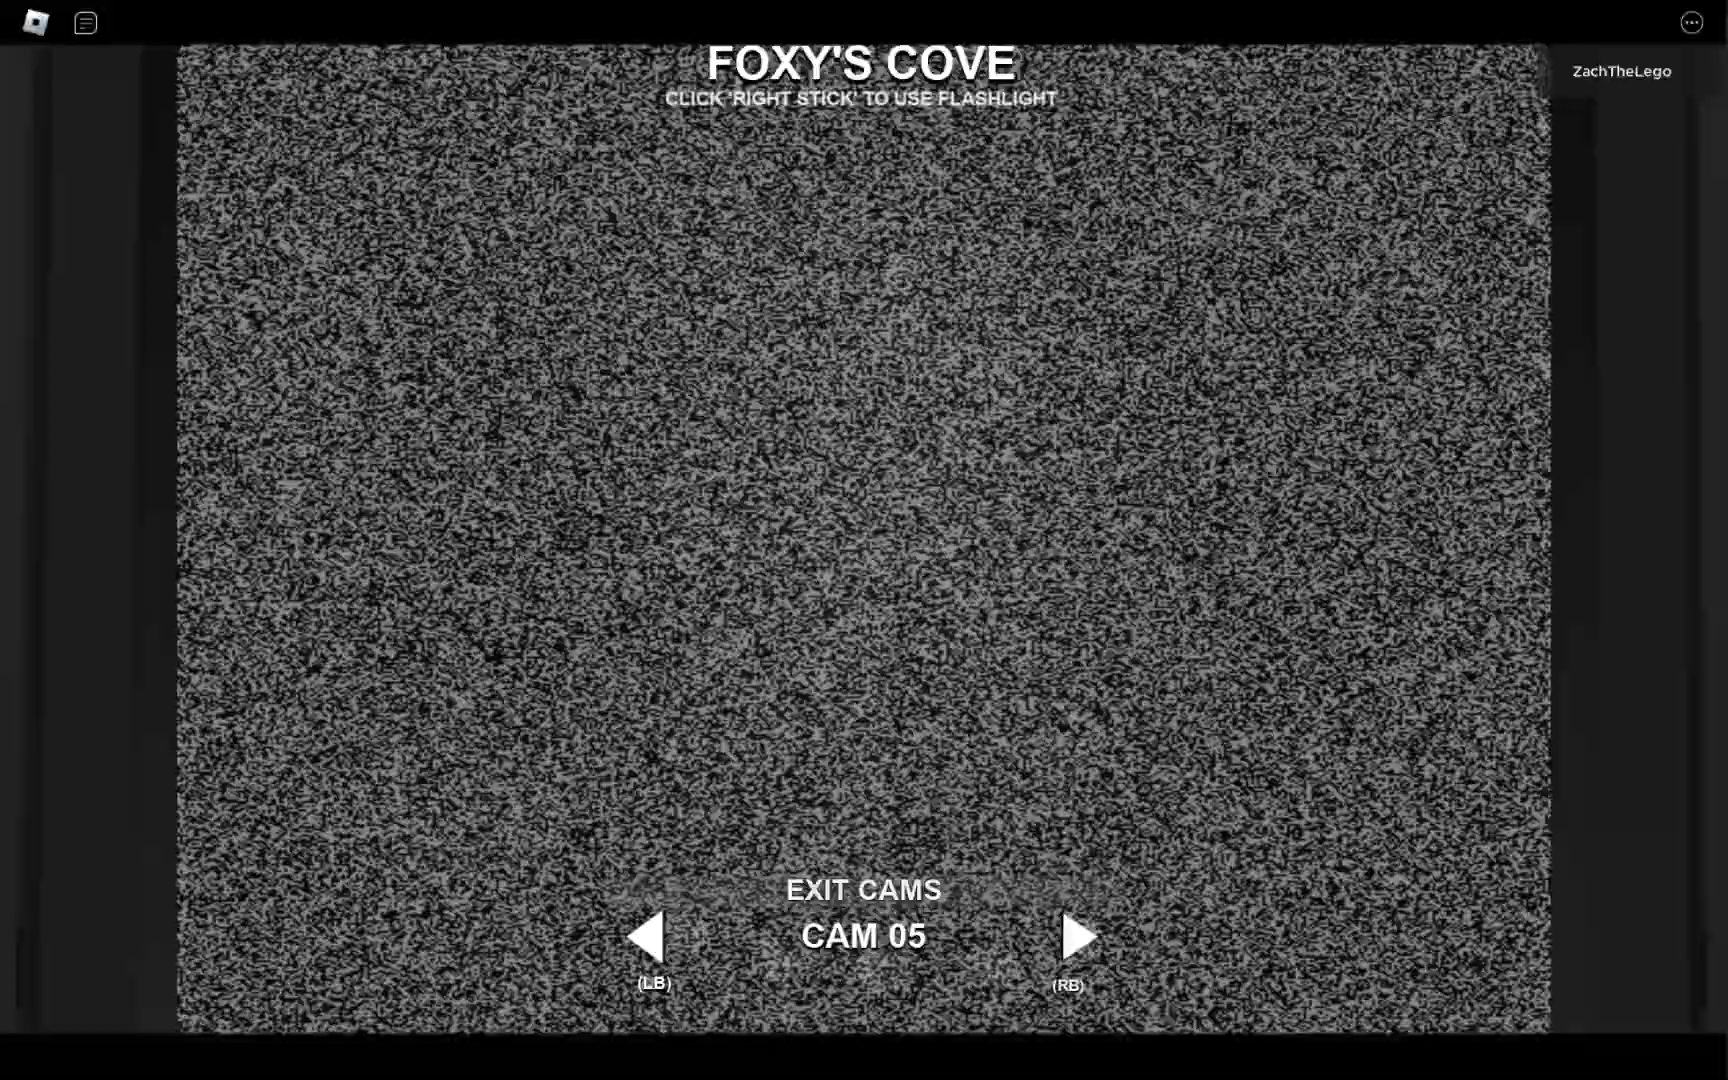 FOXY'S COVE
CLICK 'RIGHT STICK' TO USE FLASHLIGHT
ZachTheLego
EXIT CAMS
CAM 05
(LB)
(RB)